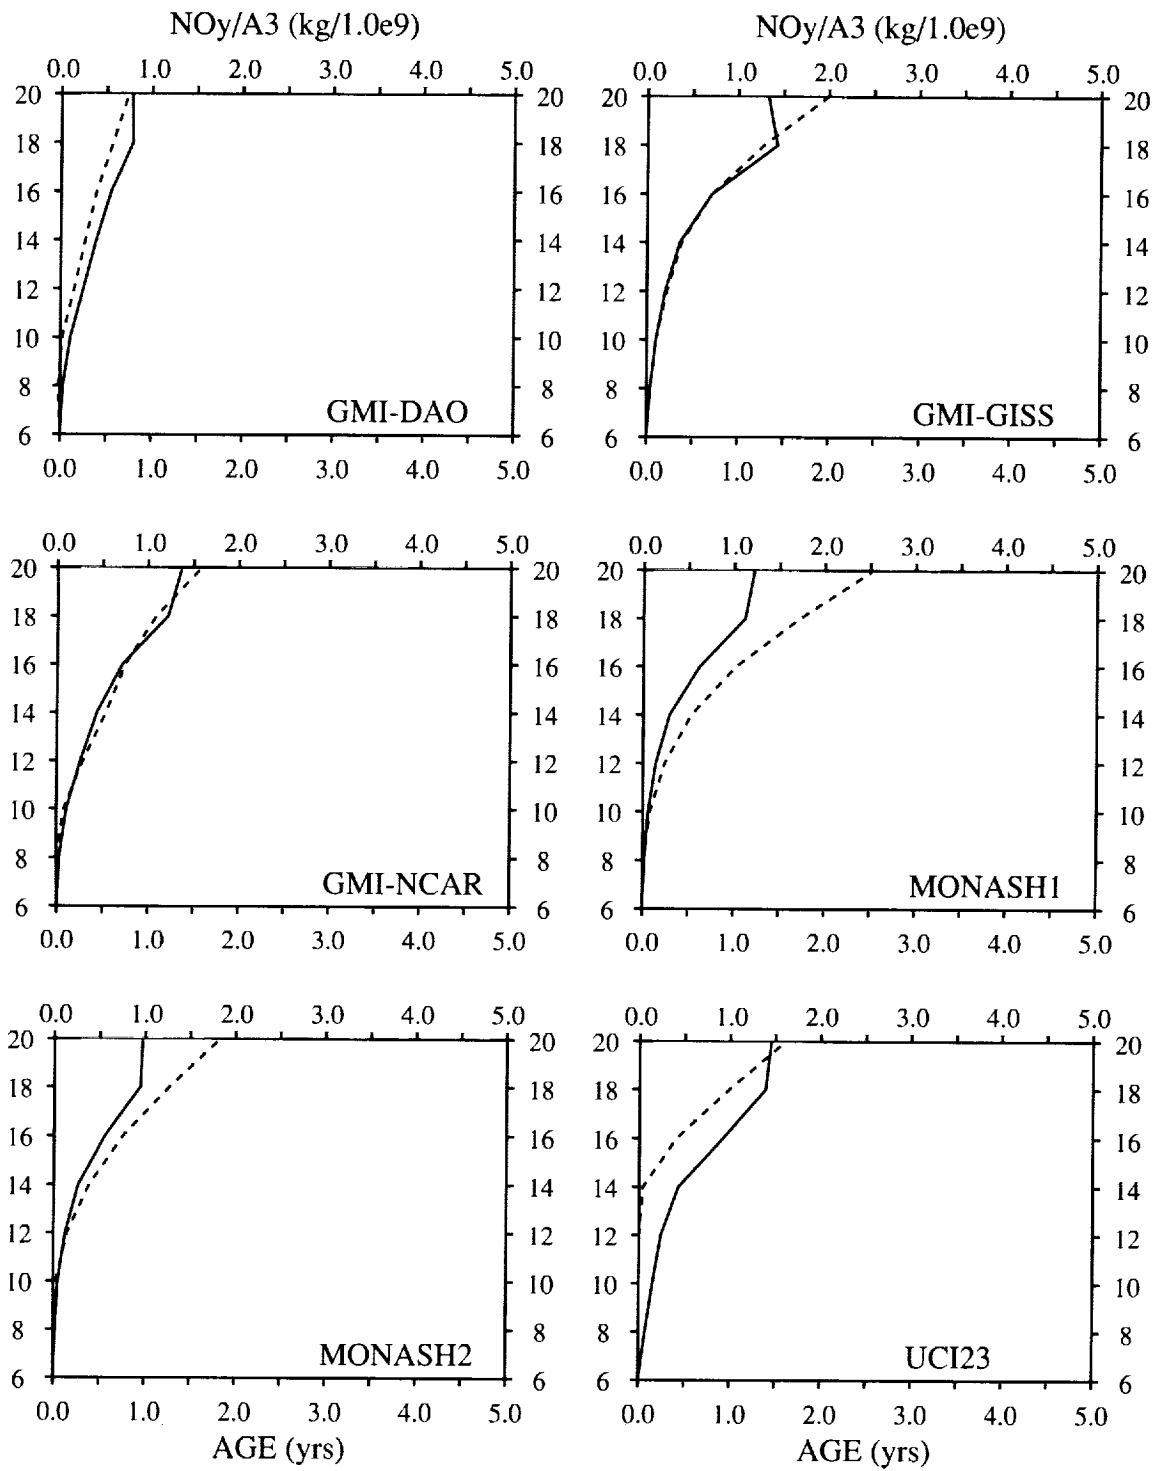 NOy/A3 (kg/1.0e9) NOy/A3 (kg/1.0e9)
0.0 1.0 2.0 3.0 4.0 5.0 0.0 1.0 2.0 3.0 4.0 5.0
20 20 20
18 18 18 18
16 16 16 16
14 14 14 14
12 12 12 12
10 10 10 10
8 8 8 8
GMI-DAO GMI-GISS
6 6 6 6
0.0 1.0 2.0 3.0 4.0 5.0 0.0 1.0 2.0 3.0 4.0 5.0
0.0 1.0 2.0 3.0 4.0 5.0 0.0 1.0 2.0 3.0 4.0 5.0
20 20 20 20
18 18 18 18
16 16 16 16
14 14 14 14
12 12 12 12
10 10 10 10
8 8 8 8
GMI-NCAR MONASH1
6 6 6 6
0.0 1.0 2.0 3.0 4.0 5.0 0.0 1.0 2.0 3.0 4.0 5.0
0.0 1.0 2.0 3.0 4.0 5.0 0.0 1.0 2.0 3.0 4.0 5.0
20 20 20 20
18 18 18 18
16 16 16 16
14 14 14 14
12 12 12 12
10 10 10 10
8 8 8 8
MONASH2 UCI23
6 6 6 6
0.0 1.0 2.0 3.0 4.0 5.0 0.0 1.0 2.0 3.0 4.0 5.0
AGE (yrs) AGE (yrs)